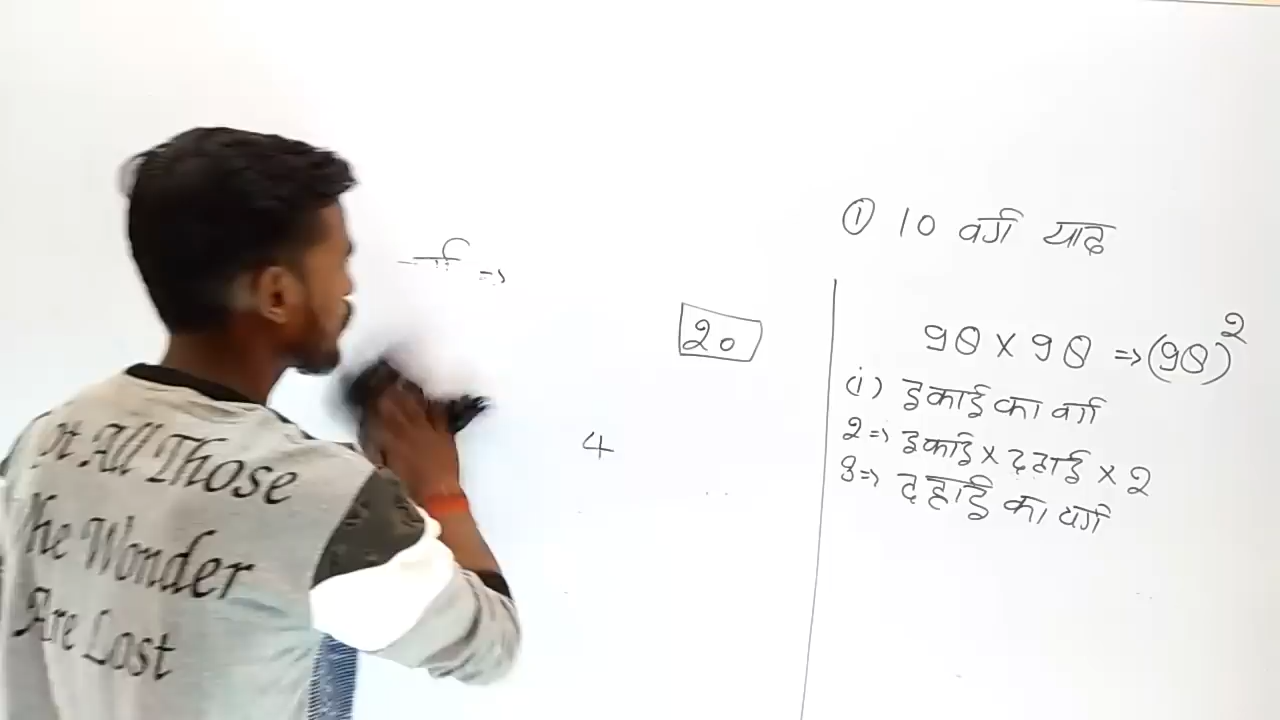 ① 10 वर्ग याद
20
98 × 98 => (98)²
(i) इकाई का वर्ग
4
2 => इकाई × दहाई × 2
3 => दहाई का वर्ग
All Those
The Wonder
Are Lost